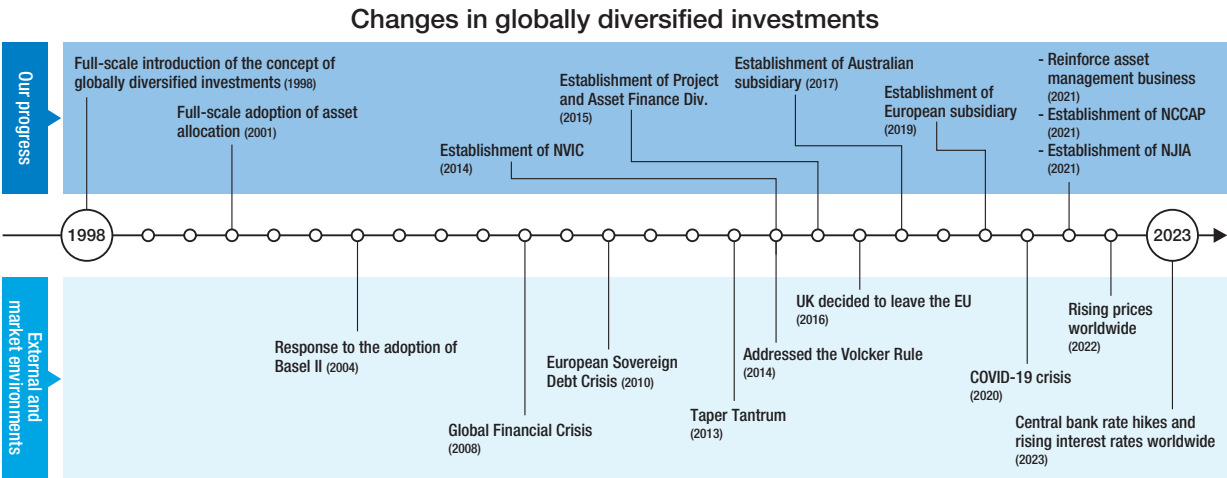 Changes in globally diversified investments
Our progress
Full-scale introduction of the concept of
globally diversified investments (1998)
Full-scale adoption of asset
allocation (2001)
Establishment of NVIC
(2014)
Establishment of Project
and Asset Finance Div.
(2015)
Establishment of Australian
subsidiary (2017)
Establishment of
European subsidiary
(2019)
- Reinforce asset
management business
(2021)
- Establishment of NCCAP
(2021)
- Establishment of NJIA
(2021)
1998
2023
External and
market environments
Response to the adoption of
Basel II (2004)
Global Financial Crisis
(2008)
European Sovereign
Debt Crisis (2010)
Taper Tantrum
(2013)
Addressed the Volcker Rule
(2014)
UK decided to leave the EU
(2016)
COVID-19 crisis
(2020)
Rising prices
worldwide
(2022)
Central bank rate hikes and
rising interest rates worldwide
(2023)